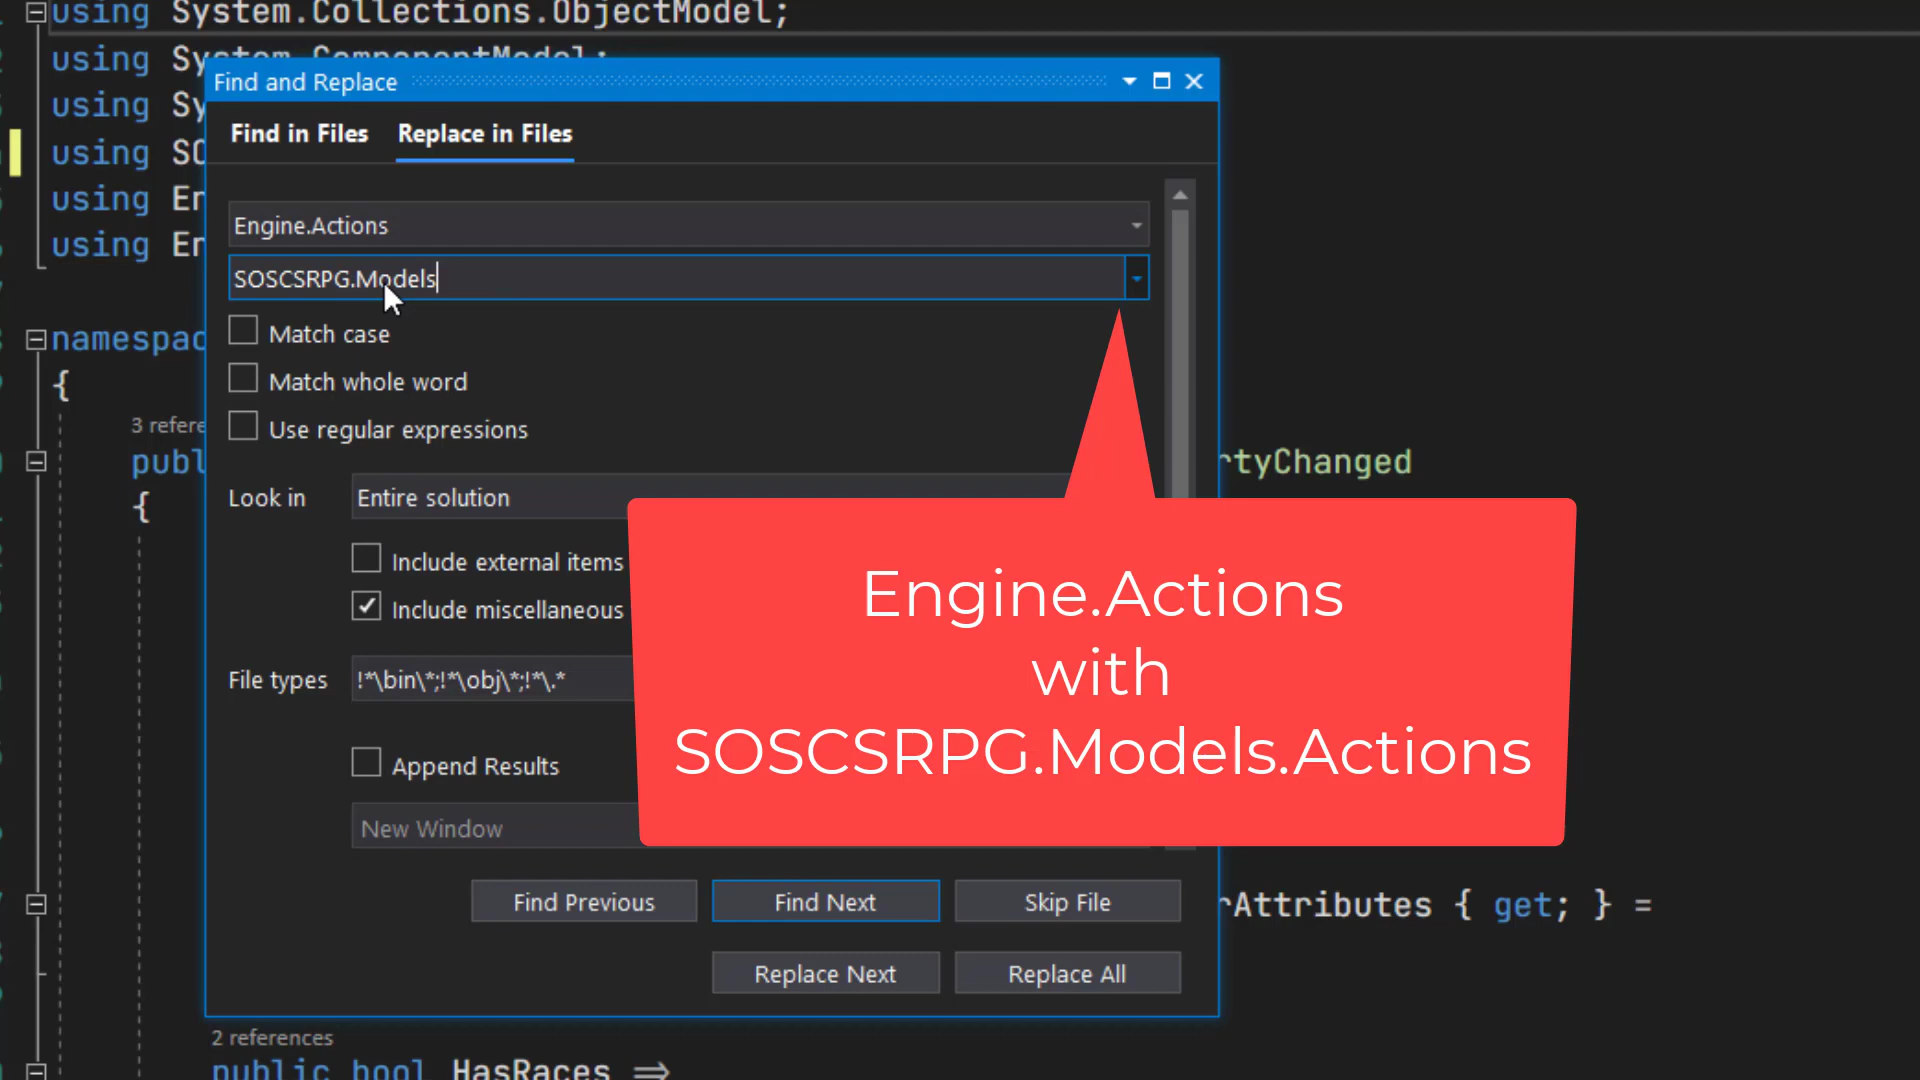 using System.Collections.ObjectModel;
using System.ComponentModel;
using Sy
using SO
using En
using En
Find and Replace
Find in Files
Replace in Files
Engine.Actions
SOSCSRPG.Models
Match case
Match whole word
Use regular expressions
Look in
Entire solution
Include external items
Include miscellaneous
File types
!*\bin\*;!*\obj\*;!*\.*
Append Results
New Window
Find Previous
Find Next
Skip File
Replace Next
Replace All
Engine.Actions
with
SOSCSRPG.Models.Actions
namespac
{
3 refere
publ
rtyChanged
{
rAttributes { get; } =
2 references
public bool HasRaces =>